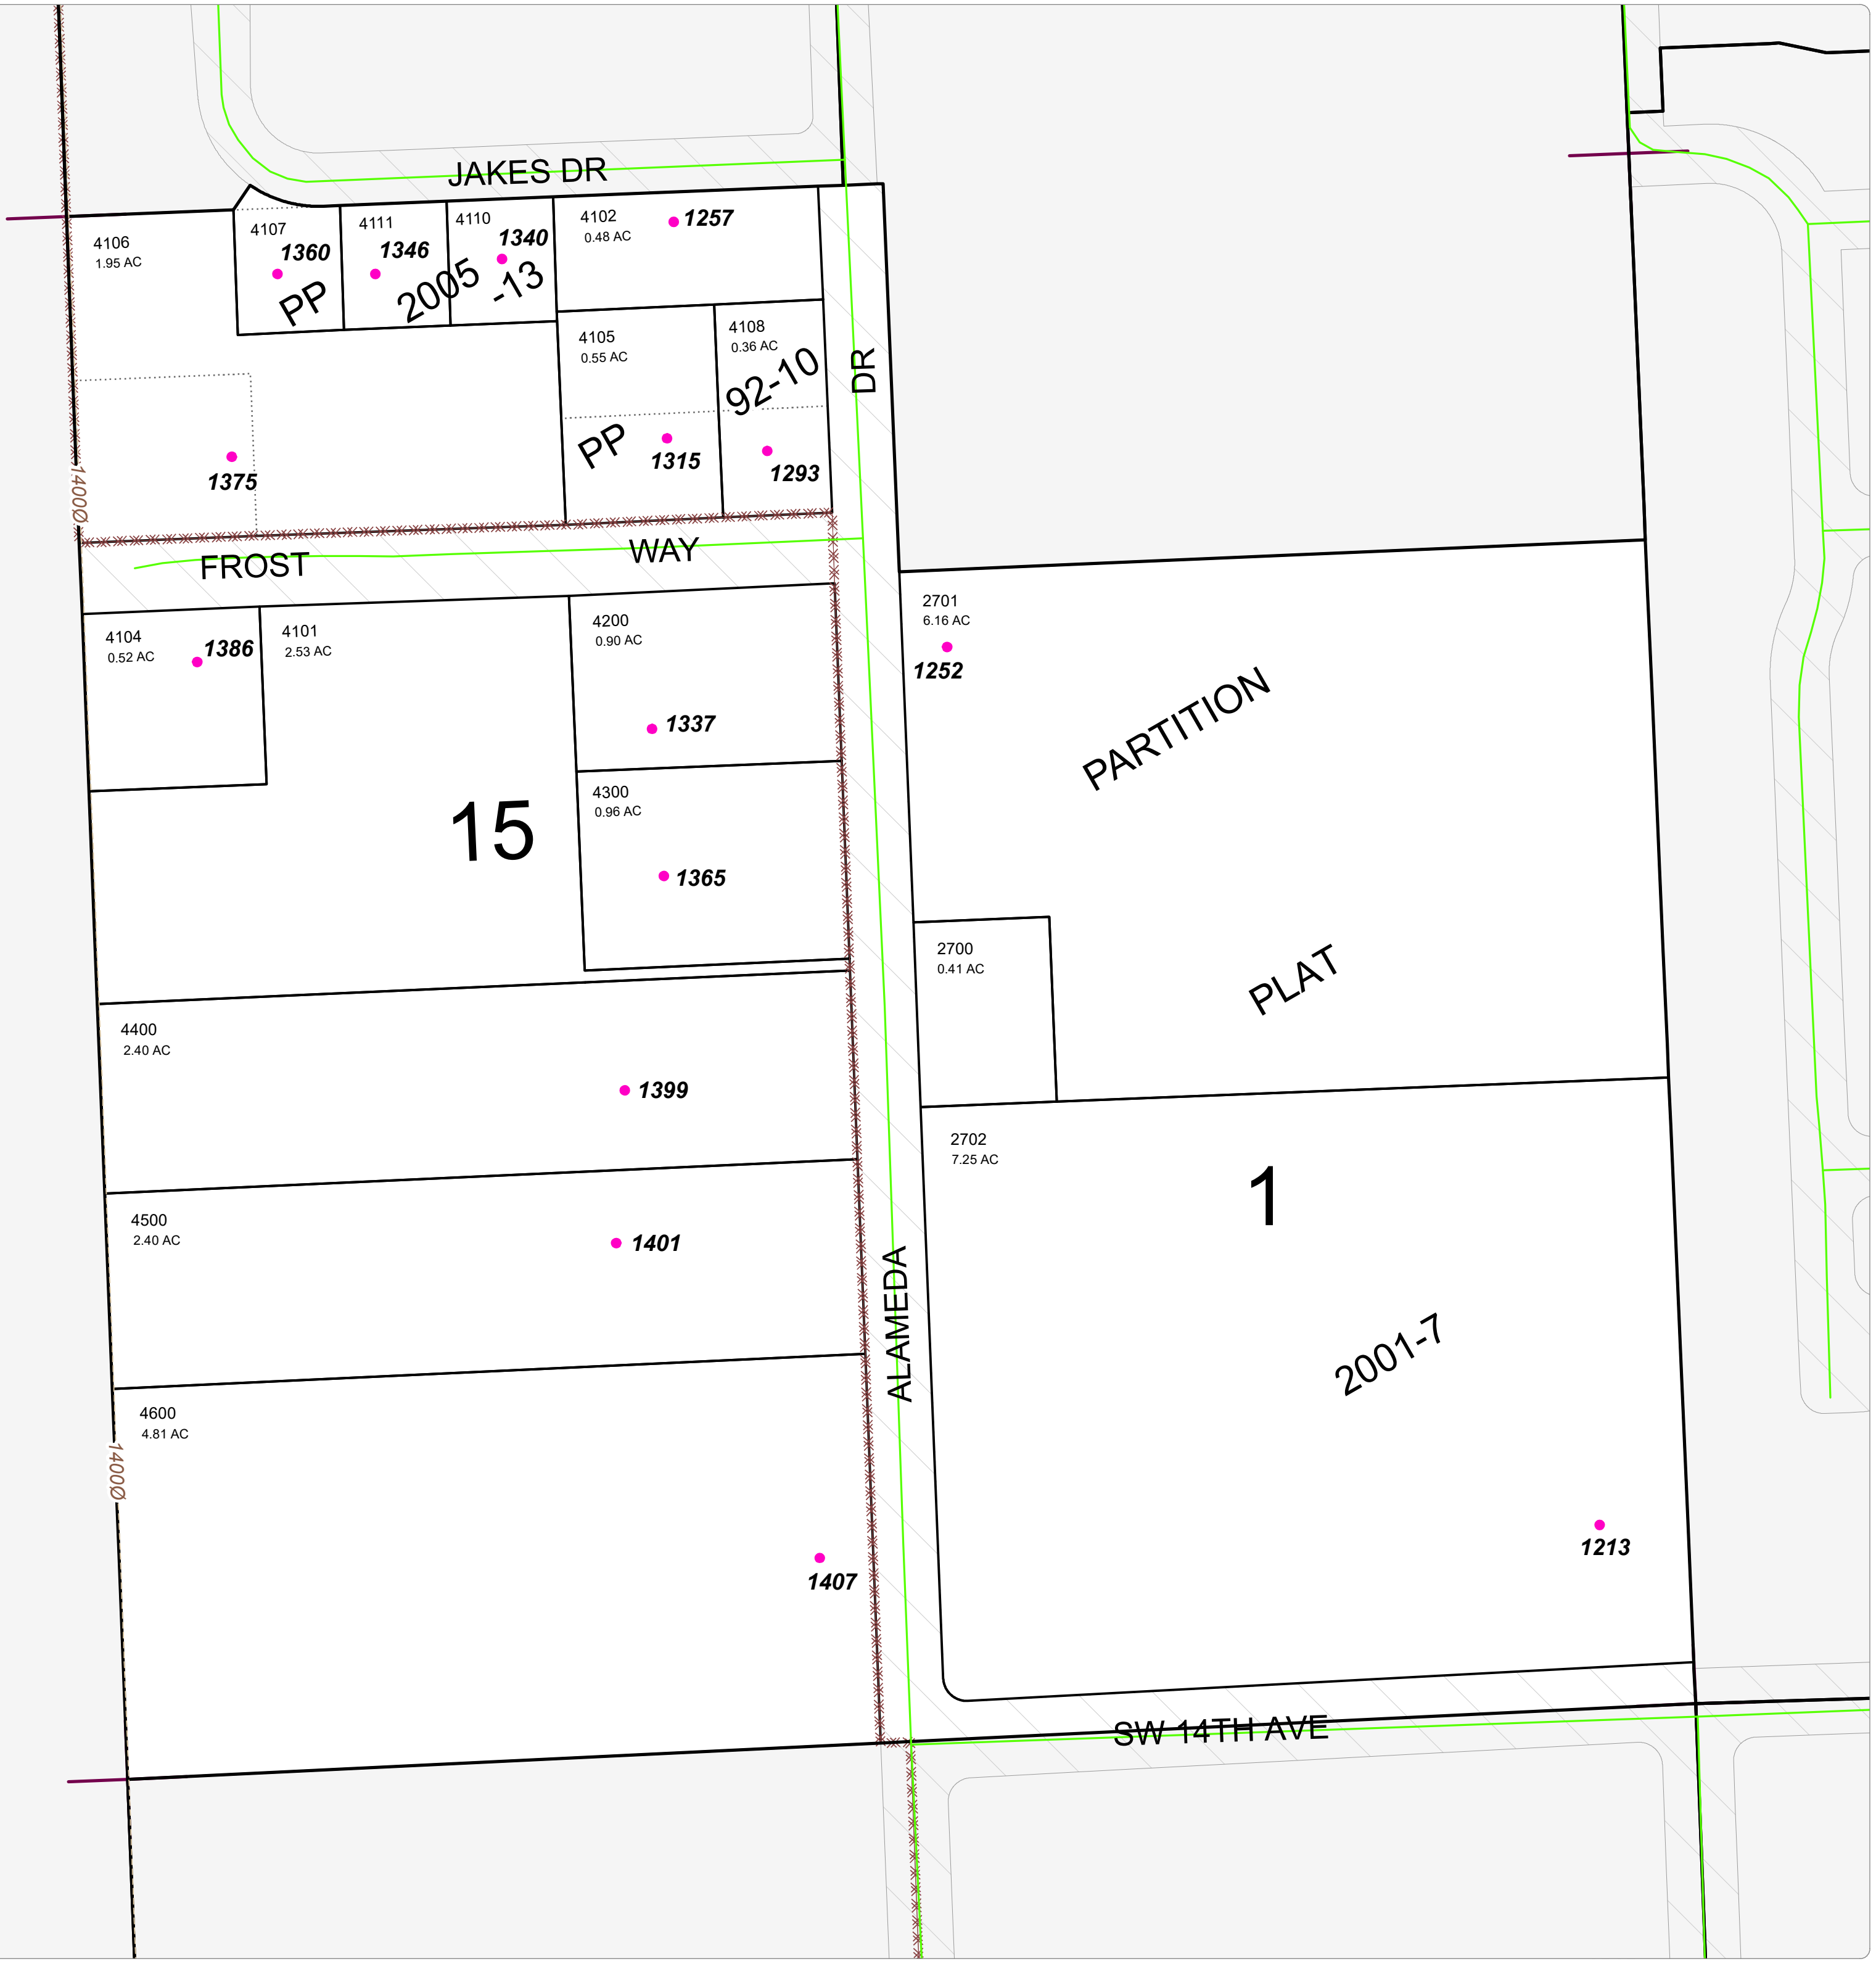 JAKES DR
4106
1.95 AC
4107
1360
4111
1346
4110
1340
4102
0.48 AC
1257
PP 2005 -13
4105
0.55 AC
4108
0.36 AC
PP 92-10
DR
1375
1315
1293
1400Ø
FROST WAY
4104
0.52 AC
1386
4101
2.53 AC
4200
0.90 AC
1337
2701
6.16 AC
1252
PARTITION
4300
0.96 AC
15
1365
2700
0.41 AC
PLAT
4400
2.40 AC
1399
2702
7.25 AC
1
4500
2.40 AC
1401
ALAMEDA
2001-7
4600
4.81 AC
1400Ø
1407
1213
SW 14TH AVE